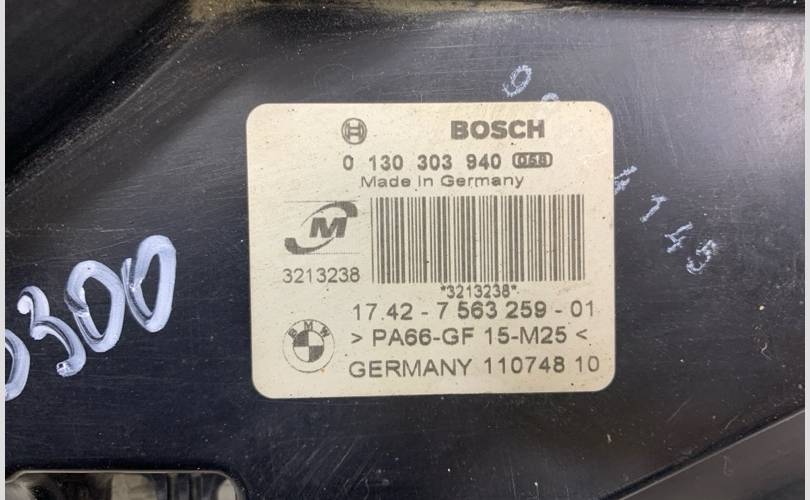 BOSCH
0 130 303 940 058
Made in Germany
M
3213238
*3213238*
17.42 - 7 563 259 - 01
BMW
> PA66-GF 15-M25 <
GERMANY 110748 10
300